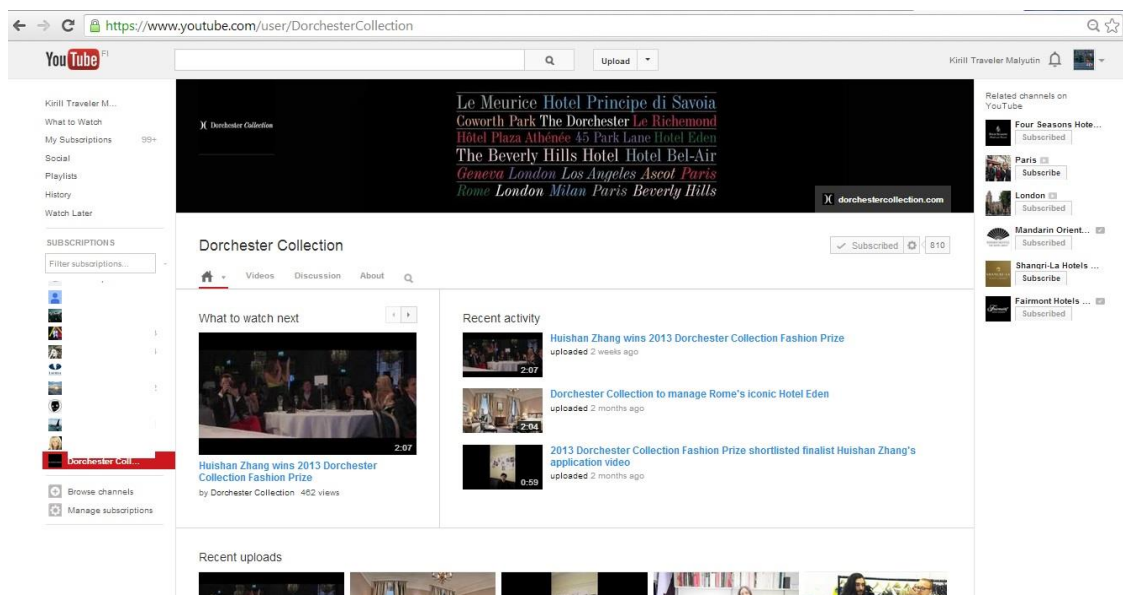 https://www.youtube.com/user/DorchesterCollection
YouTube FI
Upload
Kirill Traveler Malyutin
Kirill Traveler M...
What to Watch
My Subscriptions 99+
Social
Playlists
History
Watch Later
SUBSCRIPTIONS
Filter subscriptions...
Dorchester Coll...
Browse channels
Manage subscriptions
Dorchester Collection
Le Meurice Hotel Principe di Savoia
Coworth Park The Dorchester Le Richemond
Hôtel Plaza Athénée 45 Park Lane Hotel Eden
The Beverly Hills Hotel Hotel Bel-Air
Geneva London Los Angeles Ascot Paris
Rome London Milan Paris Beverly Hills
dorchestercollection.com
Dorchester Collection
Subscribed 810
Videos Discussion About
What to watch next
2:07
Huishan Zhang wins 2013 Dorchester
Collection Fashion Prize
by Dorchester Collection 462 views
Recent activity
2:07
Huishan Zhang wins 2013 Dorchester Collection Fashion Prize
uploaded 2 weeks ago
2:04
Dorchester Collection to manage Rome's iconic Hotel Eden
uploaded 2 months ago
0:59
2013 Dorchester Collection Fashion Prize shortlisted finalist Huishan Zhang's
application video
uploaded 2 months ago
Recent uploads
Related channels on
YouTube
Four Seasons Hote...
Subscribed
Paris
Subscribe
London
Subscribed
Mandarin Orient...
Subscribed
Shangri-La Hotels ...
Subscribe
Fairmont Hotels ...
Subscribed